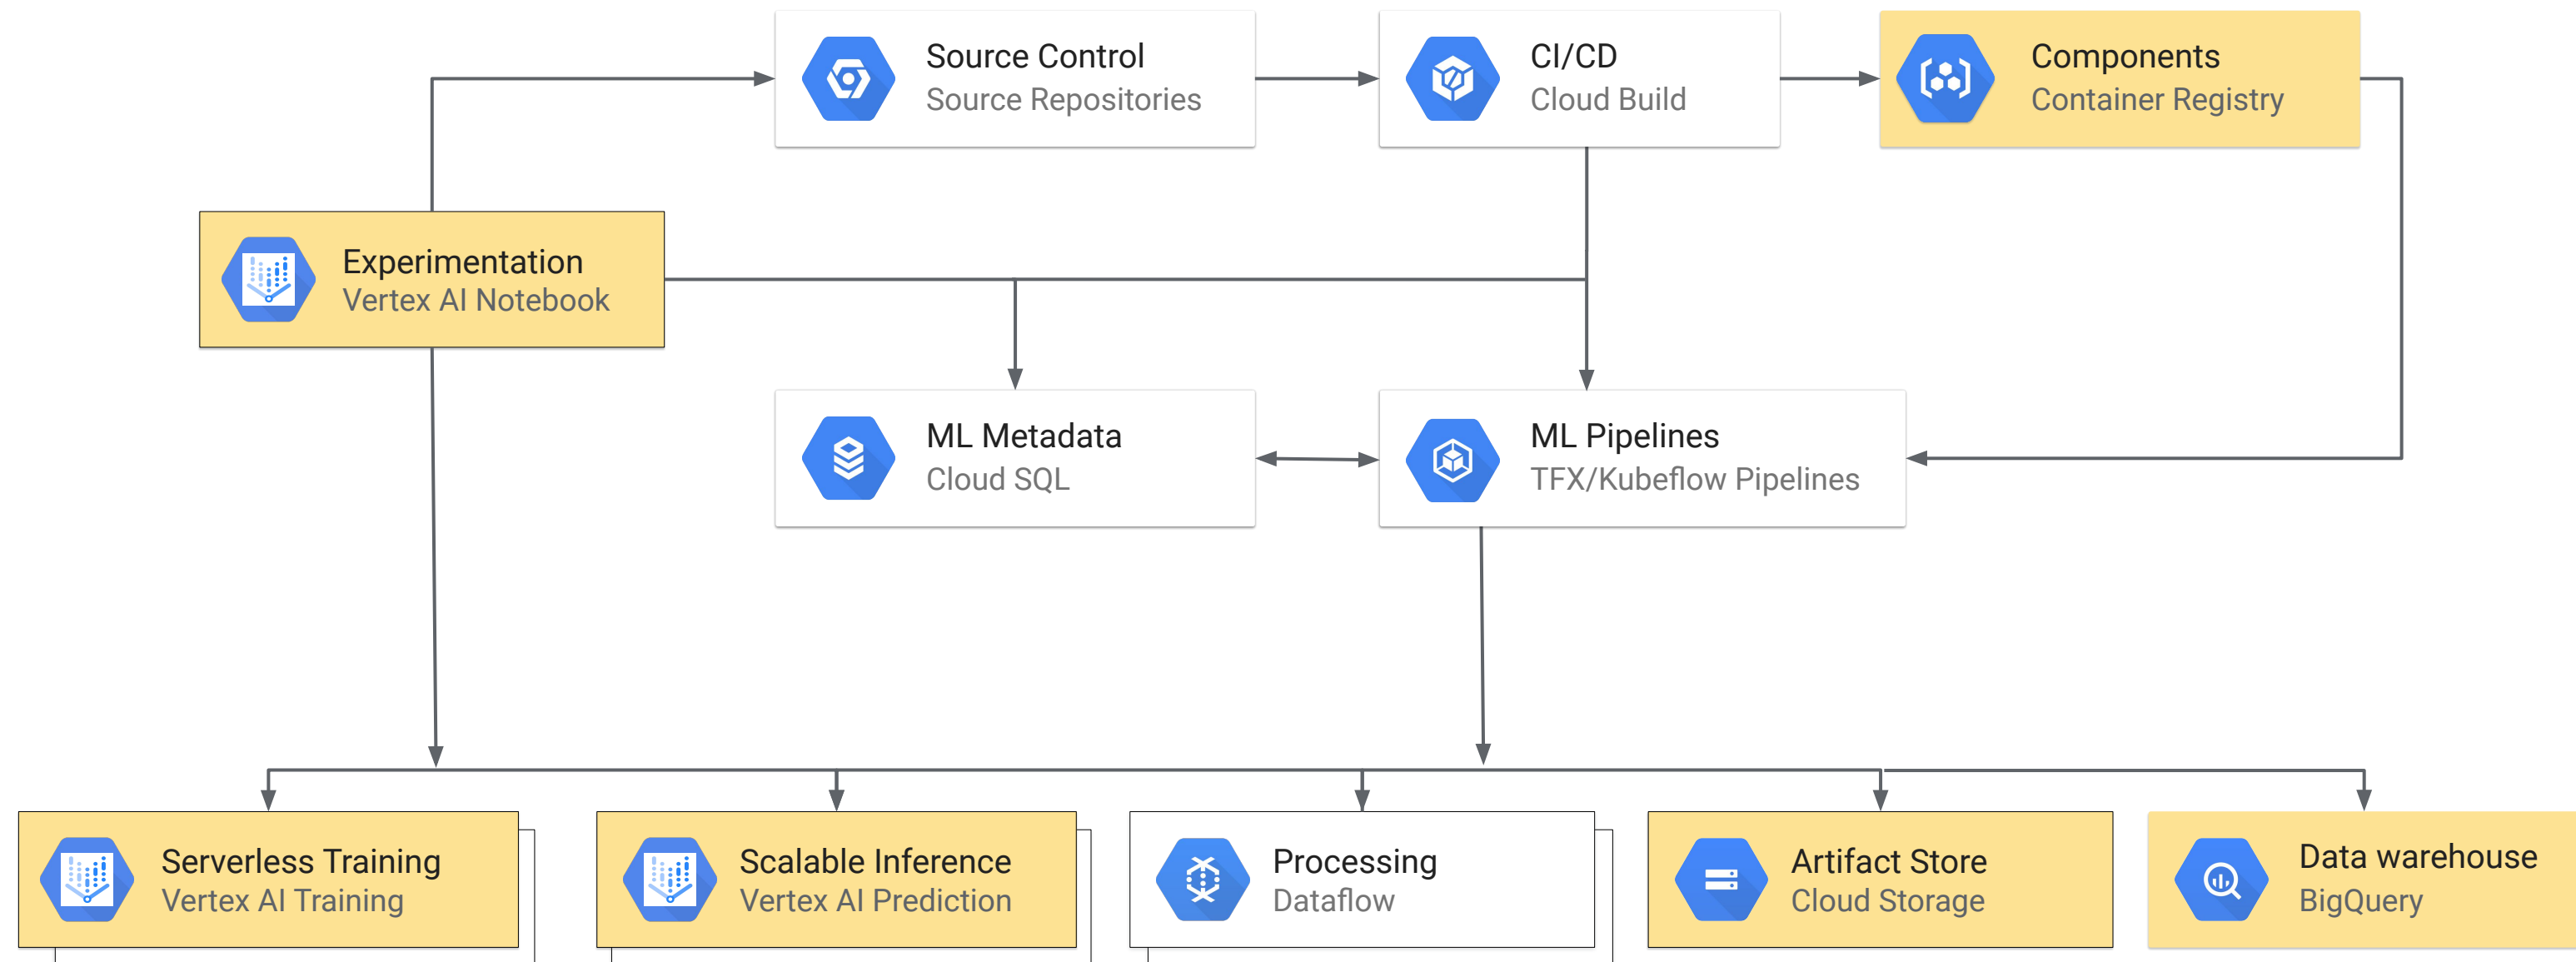 Source Control
Source Repositories
CI/CD
Cloud Build
Components
Container Registry
Experimentation
Vertex AI Notebook
ML Metadata
Cloud SQL
ML Pipelines
TFX/Kubeflow Pipelines
Serverless Training
Vertex AI Training
Scalable Inference
Vertex AI Prediction
Processing
Dataflow
Artifact Store
Cloud Storage
Data warehouse
BigQuery